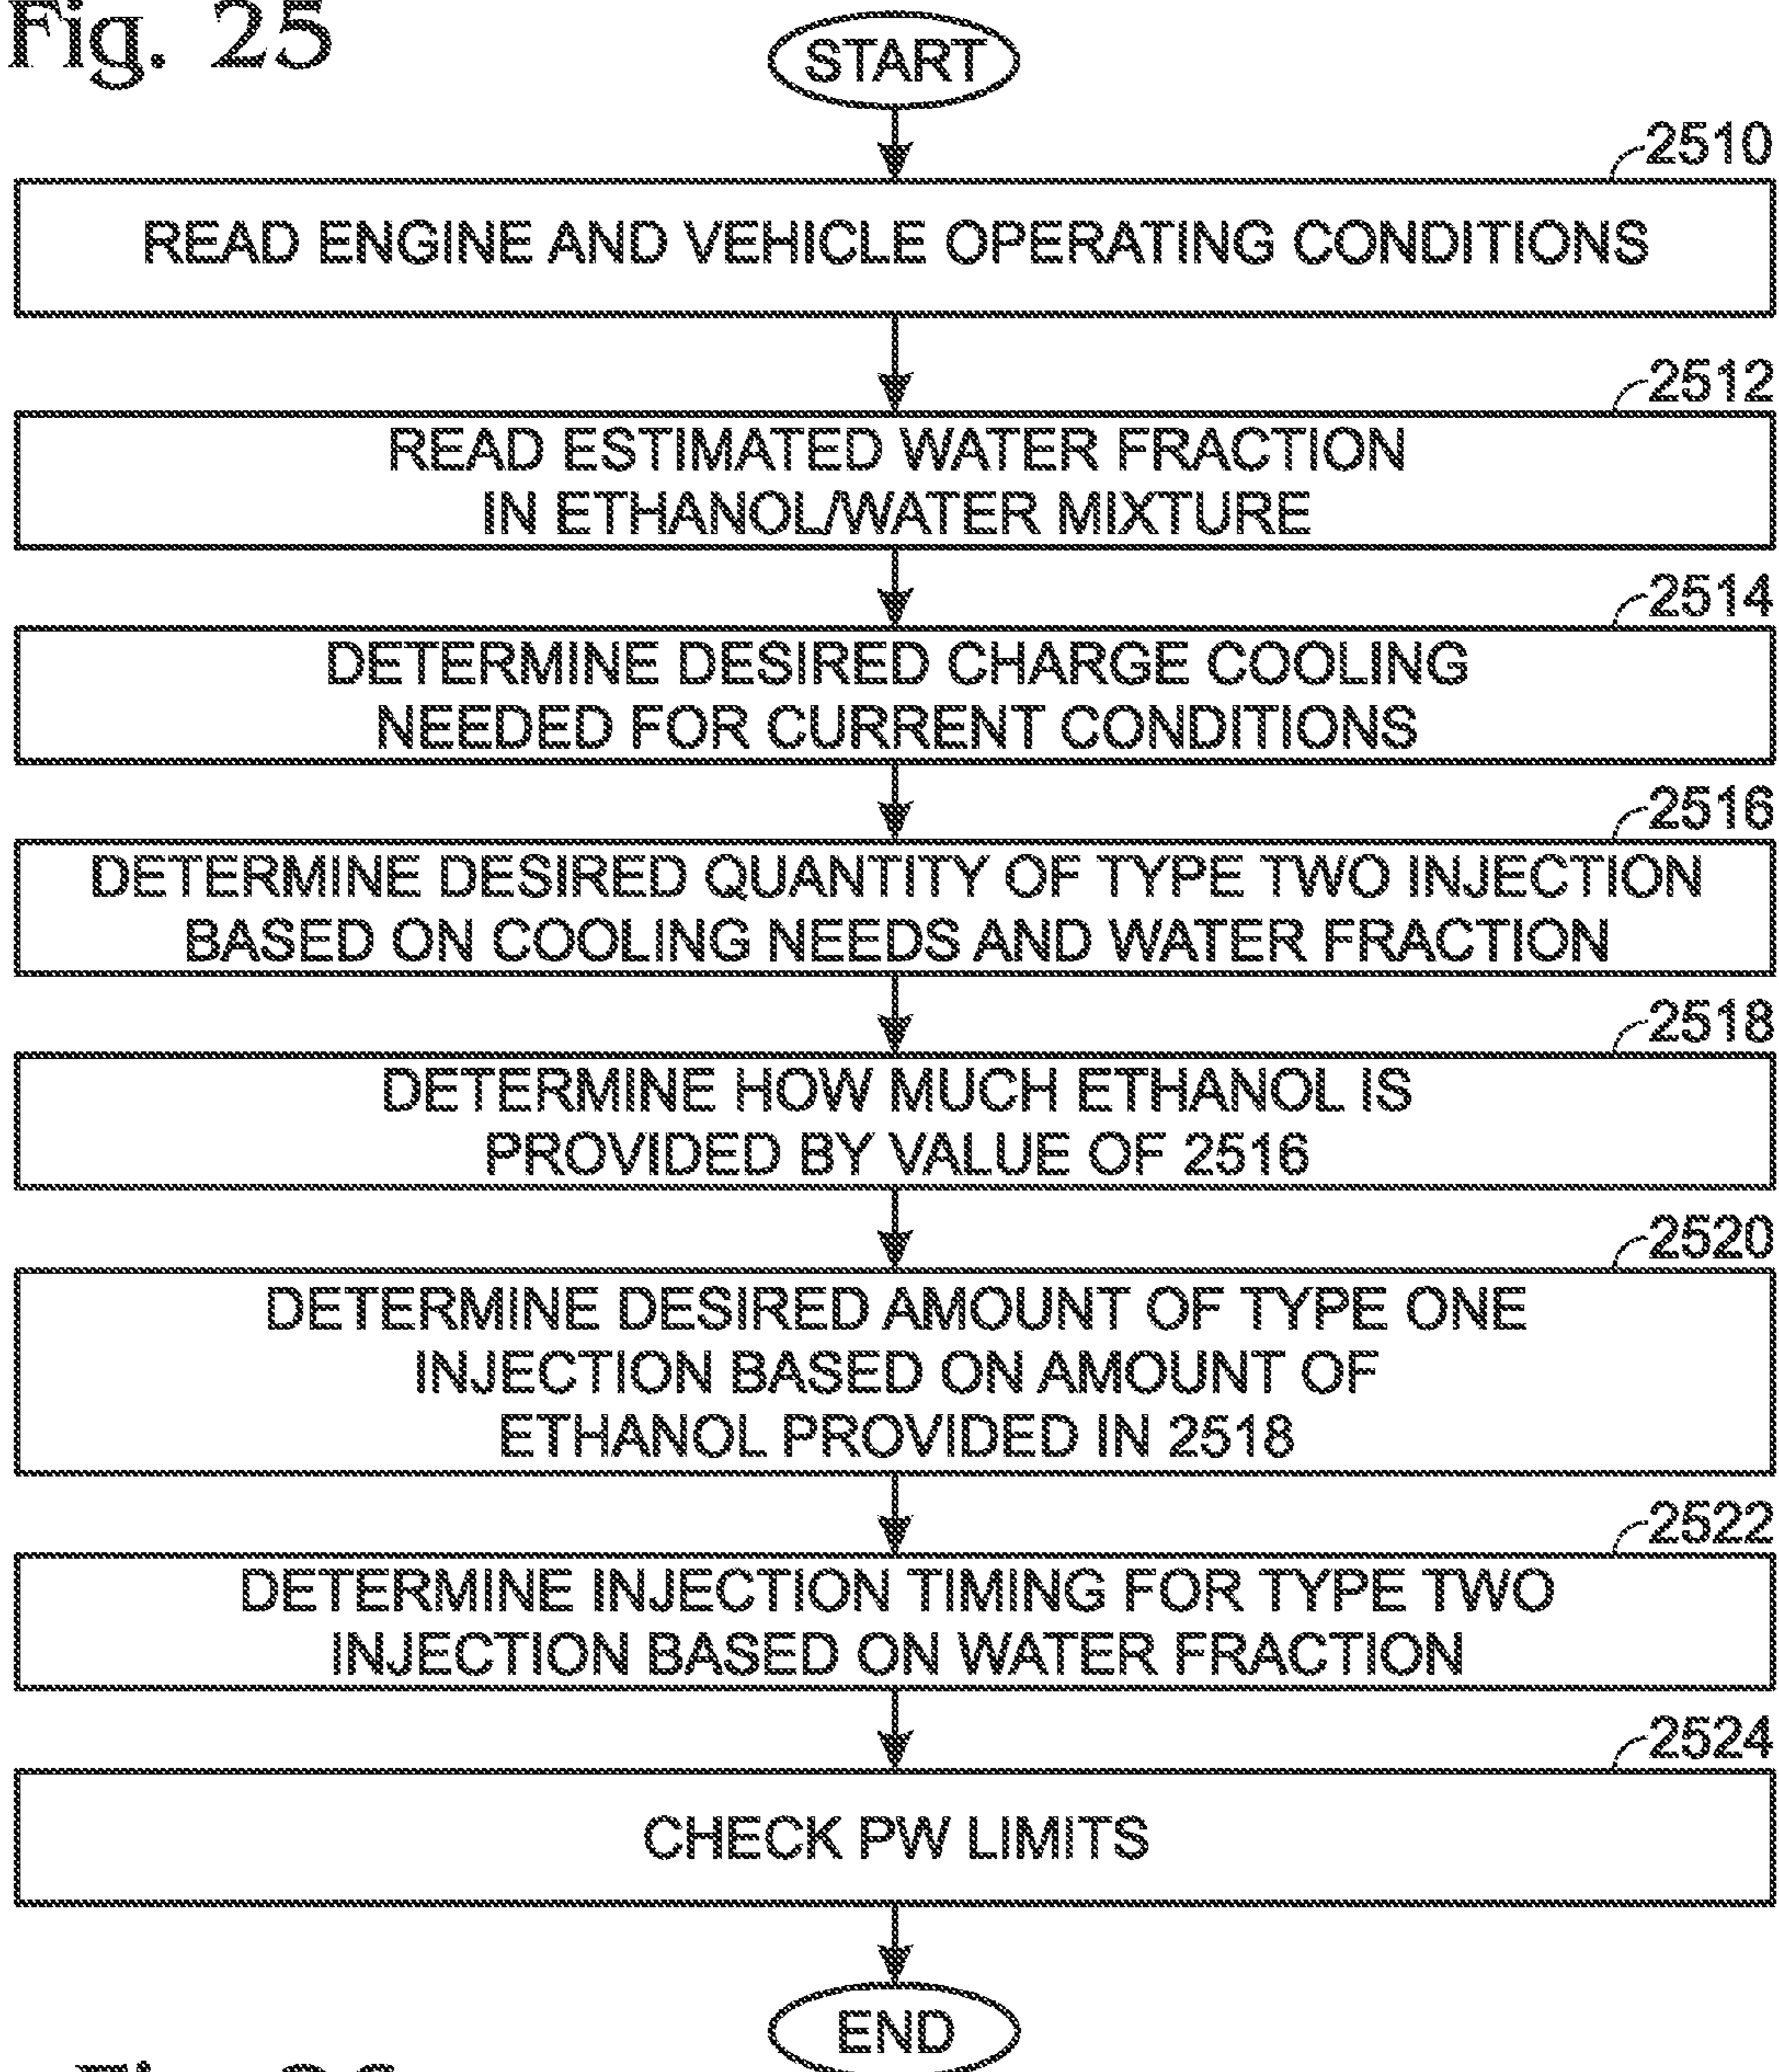 Fig. 25
START
2510
READ ENGINE AND VEHICLE OPERATING CONDITIONS
2512
READ ESTIMATED WATER FRACTION
IN ETHANOL/WATER MIXTURE
2514
DETERMINE DESIRED CHARGE COOLING
NEEDED FOR CURRENT CONDITIONS
2516
DETERMINE DESIRED QUANTITY OF TYPE TWO INJECTION
BASED ON COOLING NEEDS AND WATER FRACTION
2518
DETERMINE HOW MUCH ETHANOL IS
PROVIDED BY VALUE OF 2516
2520
DETERMINE DESIRED AMOUNT OF TYPE ONE
INJECTION BASED ON AMOUNT OF
ETHANOL PROVIDED IN 2518
2522
DETERMINE INJECTION TIMING FOR TYPE TWO
INJECTION BASED ON WATER FRACTION
2524
CHECK PW LIMITS
END